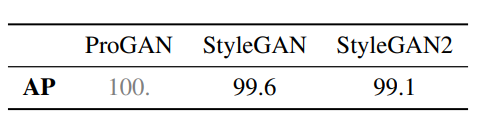 ProGAN StyleGAN StyleGAN2
AP 100. 99.6 99.1